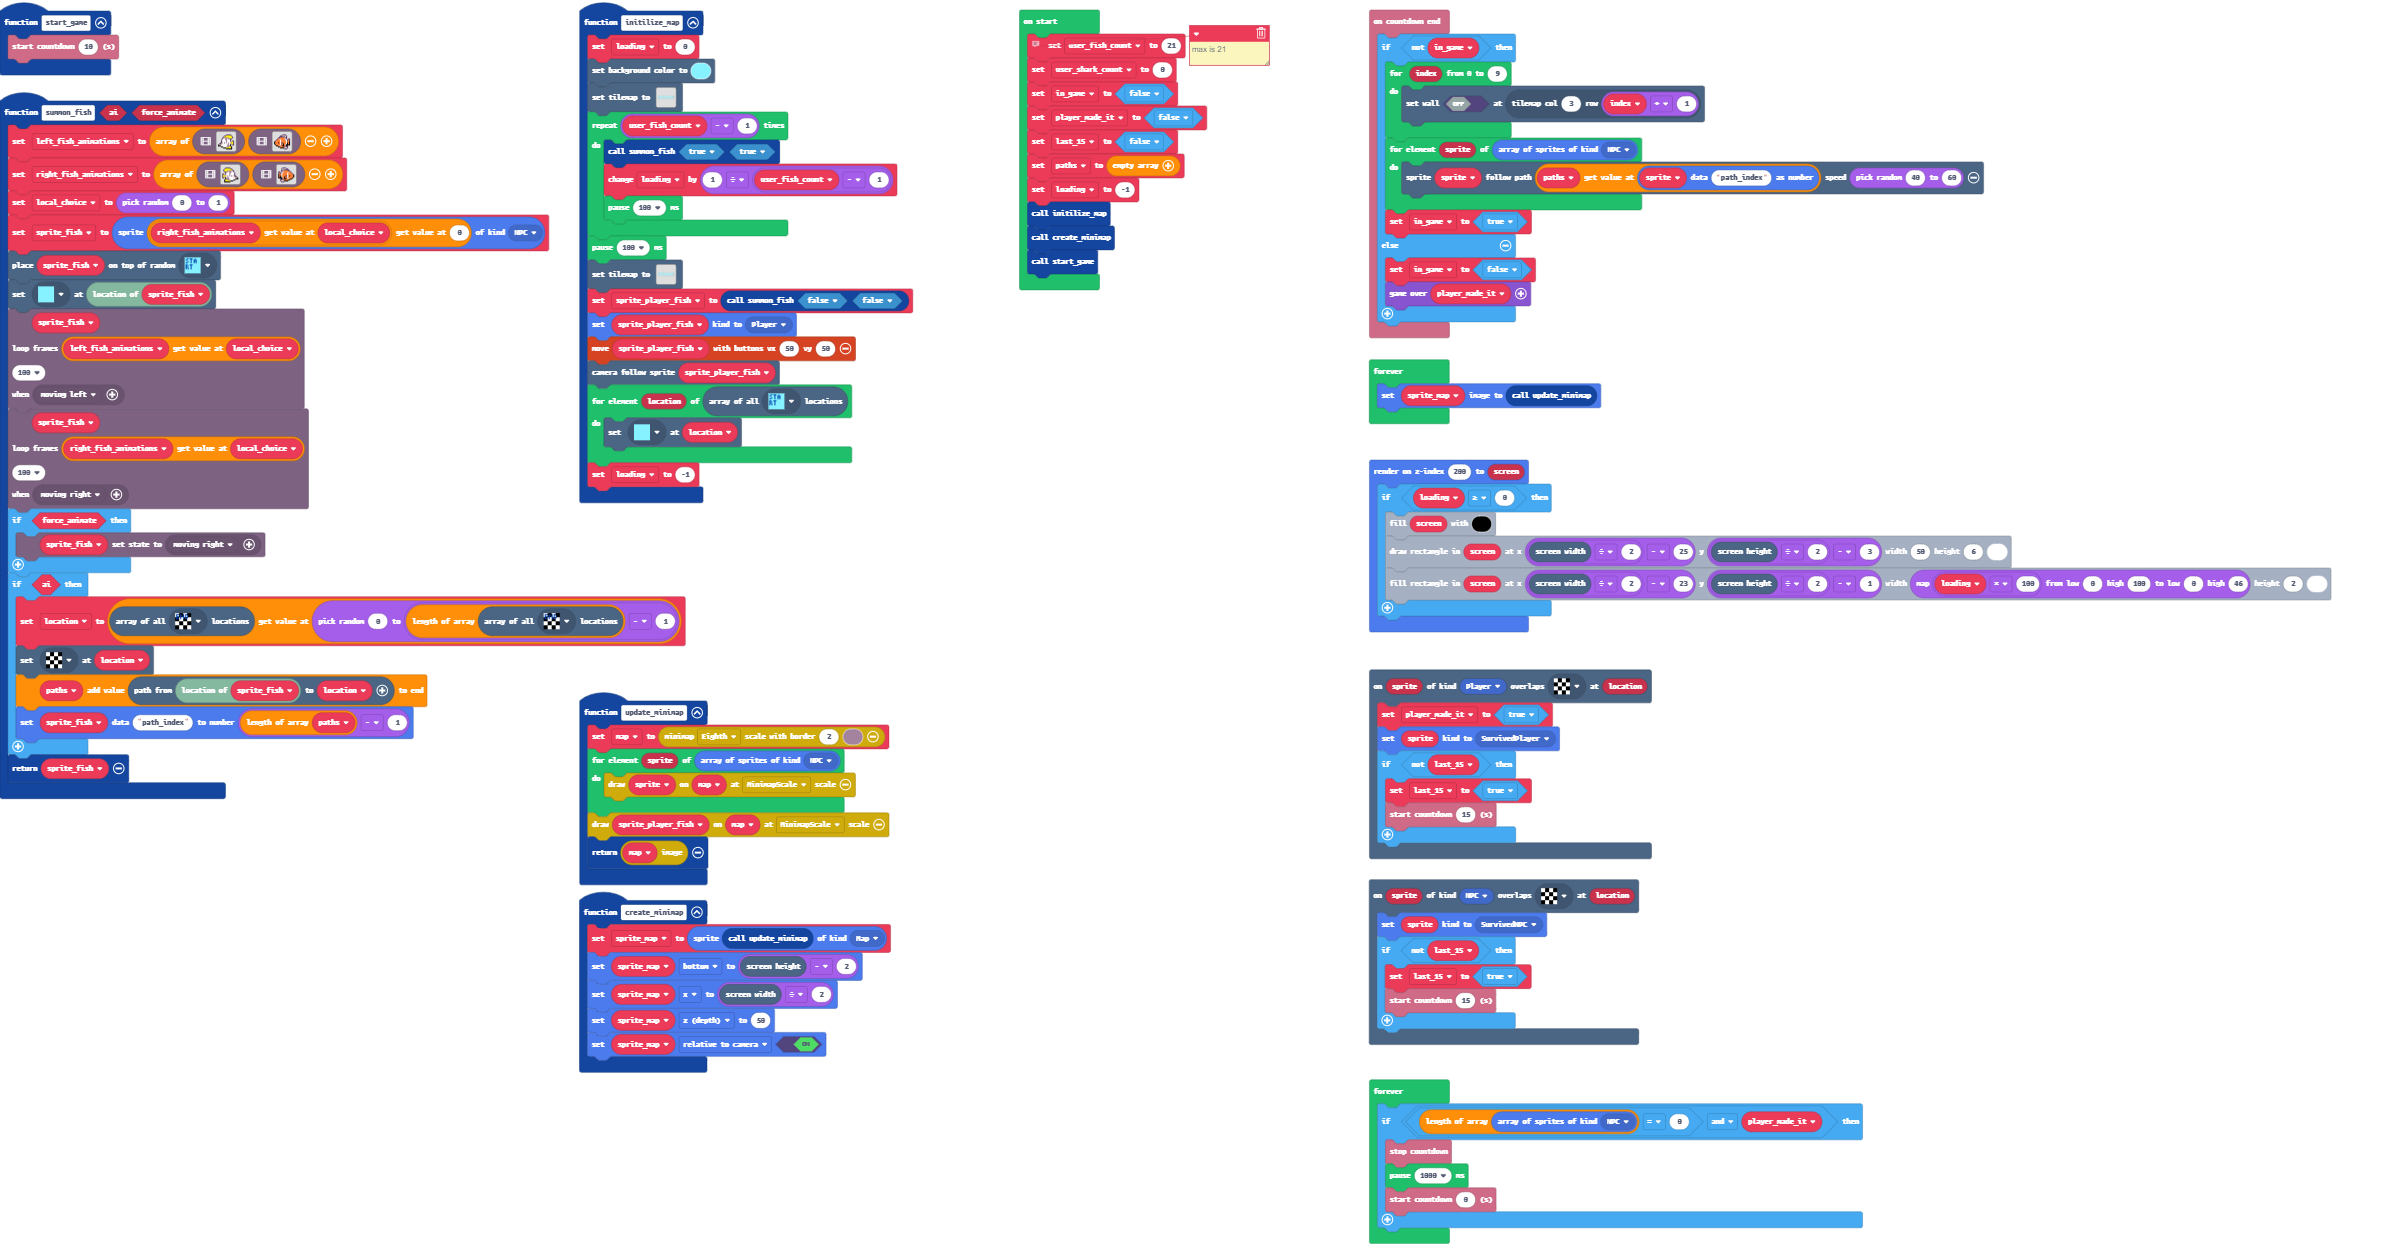 function start_game
start countdown 10 (s)
function summon_fish ai force_animate
set left_fish_animations to array of
set right_fish_animations to array of
set local_choice to pick random 0 to 1
set sprite_fish to sprite right_fish_animations get value at local_choice get value at 0 of kind NPC
place sprite_fish on top of random START
set at location of sprite_fish
sprite_fish
loop frames left_fish_animations get value at local_choice
100
when moving left
sprite_fish
loop frames right_fish_animations get value at local_choice
100
when moving right
if force_animate then
sprite_fish set state to moving right
if ai then
set location to array of all locations get value at pick random 0 to length of array array of all locations - 1
set at location
paths add value path from location of sprite_fish to location to end
set sprite_fish data "path_index" to number length of array paths - 1
return sprite_fish
function initilize_map
set loading to 0
set background color to
set tilemap to
repeat user_fish_count - 1 times
do call summon_fish true true
change loading by 1 ÷ user_fish_count - 1
pause 100 ms
pause 100 ms
set tilemap to
set sprite_player_fish to call summon_fish false false
set sprite_player_fish kind to Player
move sprite_player_fish with buttons vx 50 vy 50
camera follow sprite sprite_player_fish
for element location of array of all START locations
do set at location
set loading to -1
function update_minimap
set map to minimap Eighth scale with border 2
for element sprite of array of sprites of kind NPC
do draw sprite on map at MinimapScale scale
draw sprite_player_fish on map at MinimapScale scale
return map image
function create_minimap
set sprite_map to sprite call update_minimap of kind Map
set sprite_map bottom to screen height - 2
set sprite_map x to screen width ÷ 2
set sprite_map z (depth) to 50
set sprite_map relative to camera ON
on start
set user_fish_count to 21
max is 21
set user_shark_count to 0
set in_game to false
set player_made_it to false
set last_15 to false
set paths to empty array
set loading to -1
call initilize_map
call create_minimap
call start_game
on countdown end
if not in_game then
for index from 0 to 9
do set wall OFF at tilemap col 3 row index + 1
for element sprite of array of sprites of kind NPC
do sprite sprite follow path paths get value at sprite data "path_index" as number speed pick random 40 to 60
set in_game to true
else
set in_game to false
game over player_made_it
forever
set sprite_map image to call update_minimap
render on z-index 200 to screen
if loading ≥ 0 then
fill screen with
draw rectangle in screen at x screen width ÷ 2 - 25 y screen height ÷ 2 - 3 width 50 height 6
fill rectangle in screen at x screen width ÷ 2 - 23 y screen height ÷ 2 - 1 width map loading × 100 from low 0 high 100 to low 0 high 46 height 2
on sprite of kind Player overlaps at location
set player_made_it to true
set sprite kind to SurvivedPlayer
if not last_15 then
set last_15 to true
start countdown 15 (s)
on sprite of kind NPC overlaps at location
set sprite kind to SurvivedNPC
if not last_15 then
set last_15 to true
start countdown 15 (s)
forever
if length of array array of sprites of kind NPC = 0 and player_made_it then
stop countdown
pause 1000 ms
start countdown 0 (s)